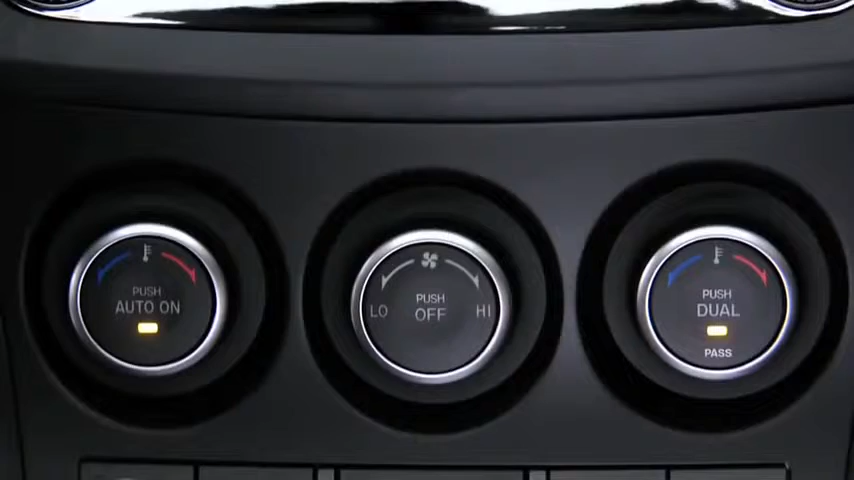 PUSH
AUTO ON
LO
PUSH
OFF
HI
PUSH
DUAL
PASS